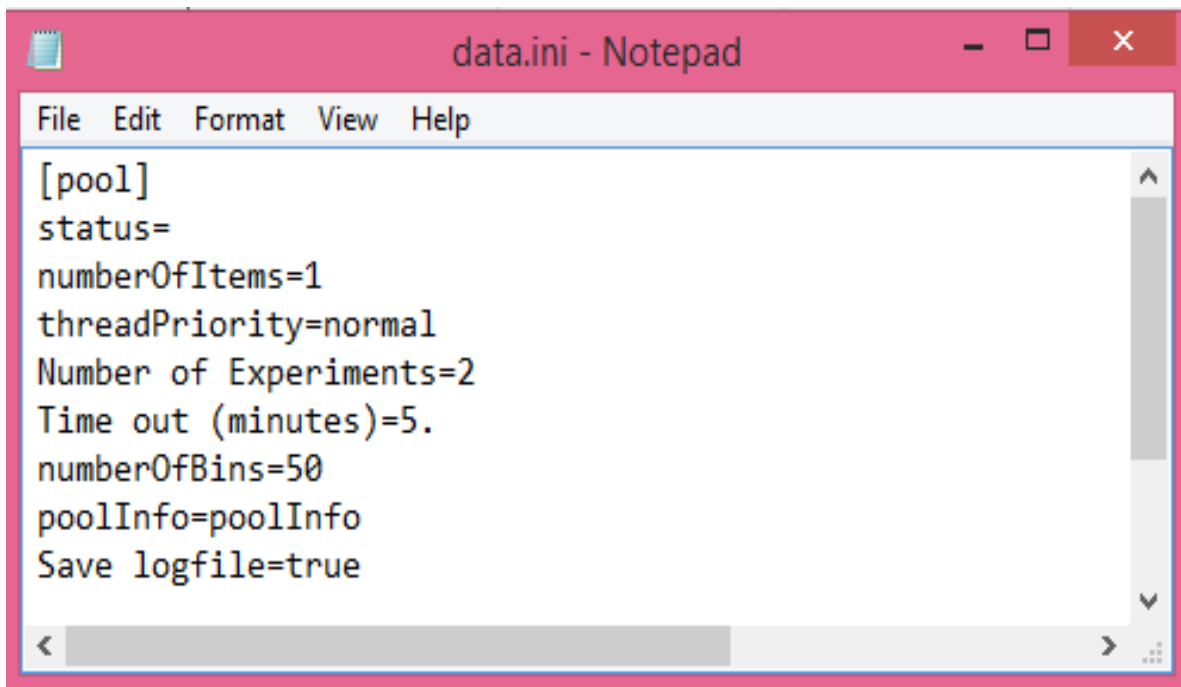 data.ini - Notepad
File Edit Format View Help
[pool]
status=
numberOfItems=1
threadPriority=normal
Number of Experiments=2
Time out (minutes)=5.
numberOfBins=50
poolInfo=poolInfo
Save logfile=true